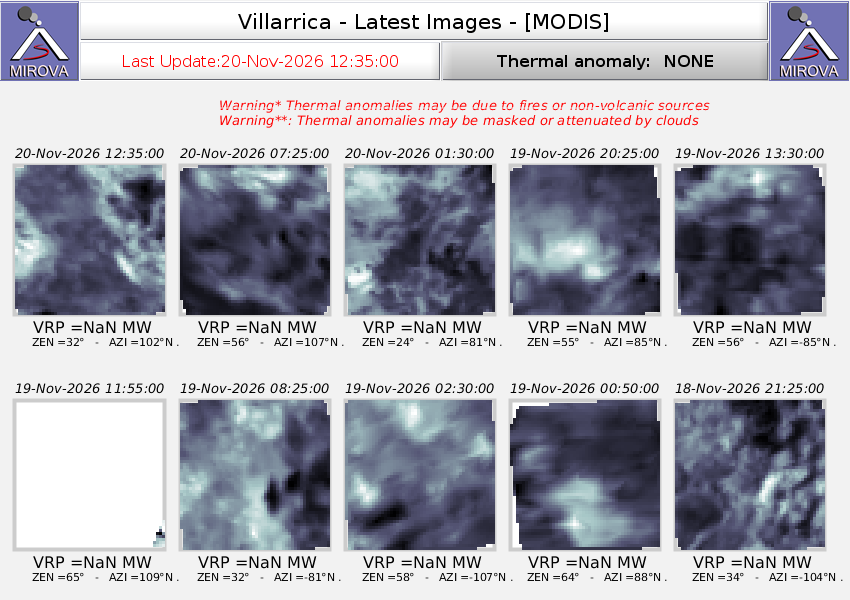 Villarrica - Latest Images - [MODIS]
MIROVA
Last Update:20-Nov-2026 12:35:00
Thermal anomaly: NONE
MIROVA
Warning* Thermal anomalies may be due to fires or non-volcanic sources
Warning**: Thermal anomalies may be masked or attenuated by clouds
20-Nov-2026 12:35:00 20-Nov-2026 07:25:00 20-Nov-2026 01:30:00 19-Nov-2026 20:25:00 19-Nov-2026 13:30:00
VRP =NaN MW VRP =NaN MW VRP =NaN MW VRP =NaN MW VRP =NaN MW
ZEN =32° - AZI =102°N . ZEN =56° - AZI =107°N . ZEN =24° - AZI =81°N . ZEN =55° - AZI =85°N . ZEN =56° - AZI =-85°N .
19-Nov-2026 11:55:00 19-Nov-2026 08:25:00 19-Nov-2026 02:30:00 19-Nov-2026 00:50:00 18-Nov-2026 21:25:00
VRP =NaN MW VRP =NaN MW VRP =NaN MW VRP =NaN MW VRP =NaN MW
ZEN =65° - AZI =109°N . ZEN =32° - AZI =-81°N . ZEN =58° - AZI =-107°N . ZEN =64° - AZI =88°N . ZEN =34° - AZI =-104°N .